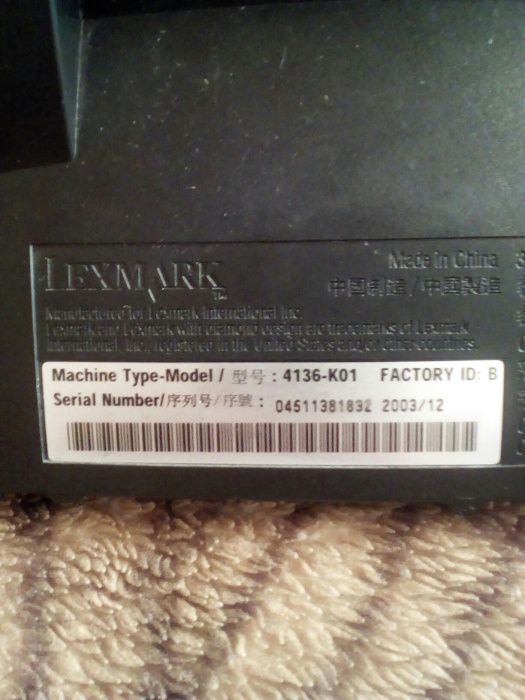 LEXMARK™
Made in China
中国制造 / 中國製造
Manufactured for Lexmark International Inc.
Lexmark and Lexmark with diamond design are trademarks of Lexmark
International, Inc., registered in the United States and/or other countries.
Machine Type-Model / 型号 : 4136-K01 FACTORY ID: B
Serial Number/序列号/序號 : 04511381832 2003/12